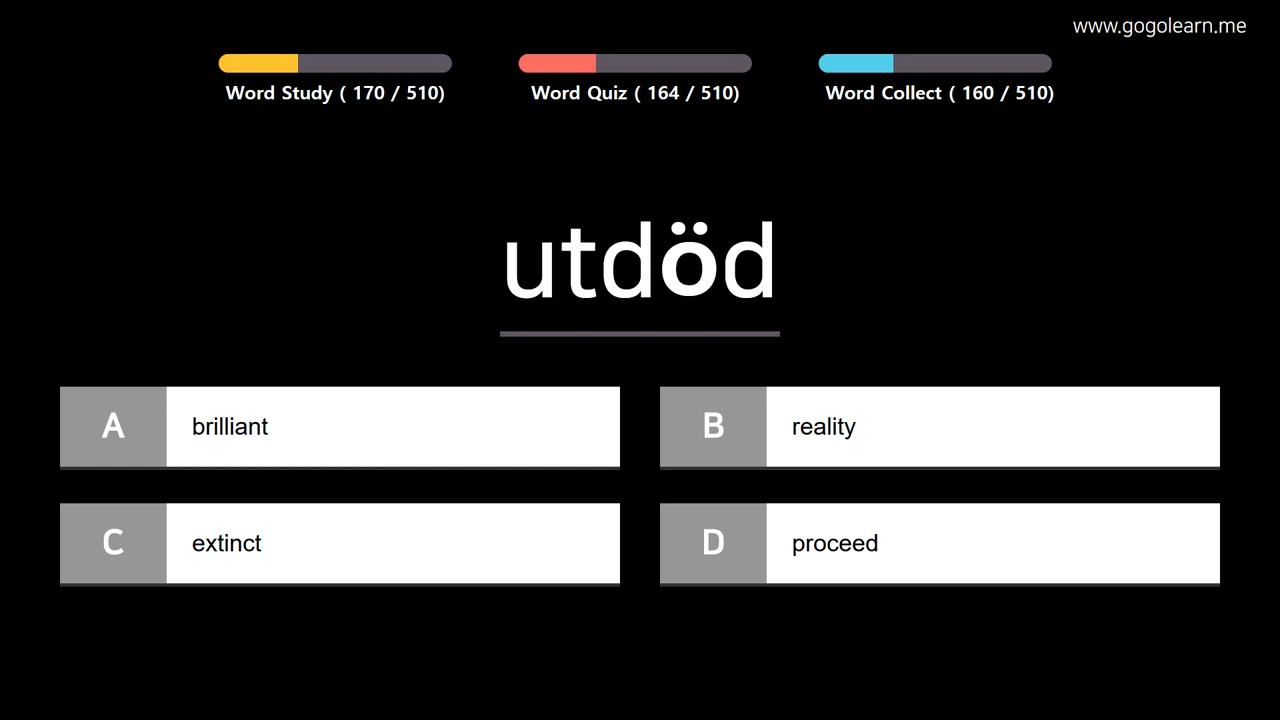 www.gogolearn.me
Word Study ( 170 / 510)
Word Quiz ( 164 / 510)
Word Collect ( 160 / 510)
utdöd
A brilliant
B reality
C extinct
D proceed